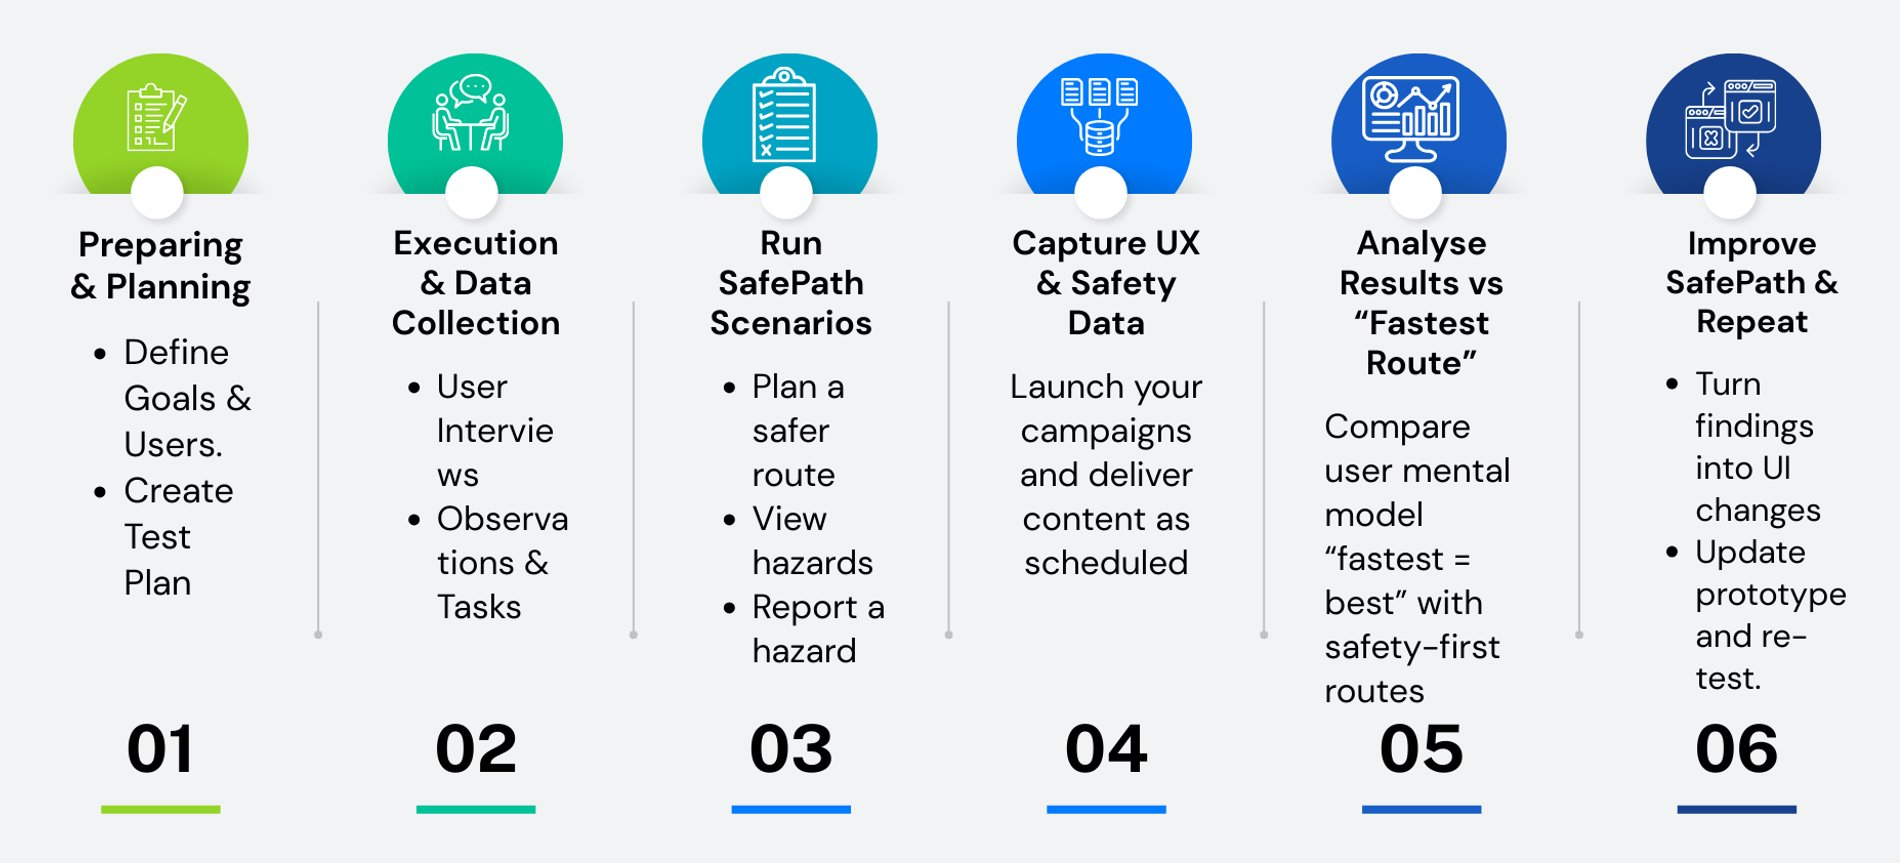 Preparing
& Planning
• Define
Goals &
Users.
• Create
Test
Plan
01
Execution
& Data
Collection
• User
Intervie
ws
• Observa
tions &
Tasks
02
Run
SafePath
Scenarios
• Plan a
safer
route
• View
hazards
• Report a
hazard
03
Capture UX
& Safety
Data
Launch your
campaigns
and deliver
content as
scheduled
04
Analyse
Results vs
“Fastest
Route”
Compare
user mental
model
“fastest =
best” with
safety-first
routes
05
Improve
SafePath &
Repeat
• Turn
findings
into UI
changes
• Update
prototype
and re-
test.
06